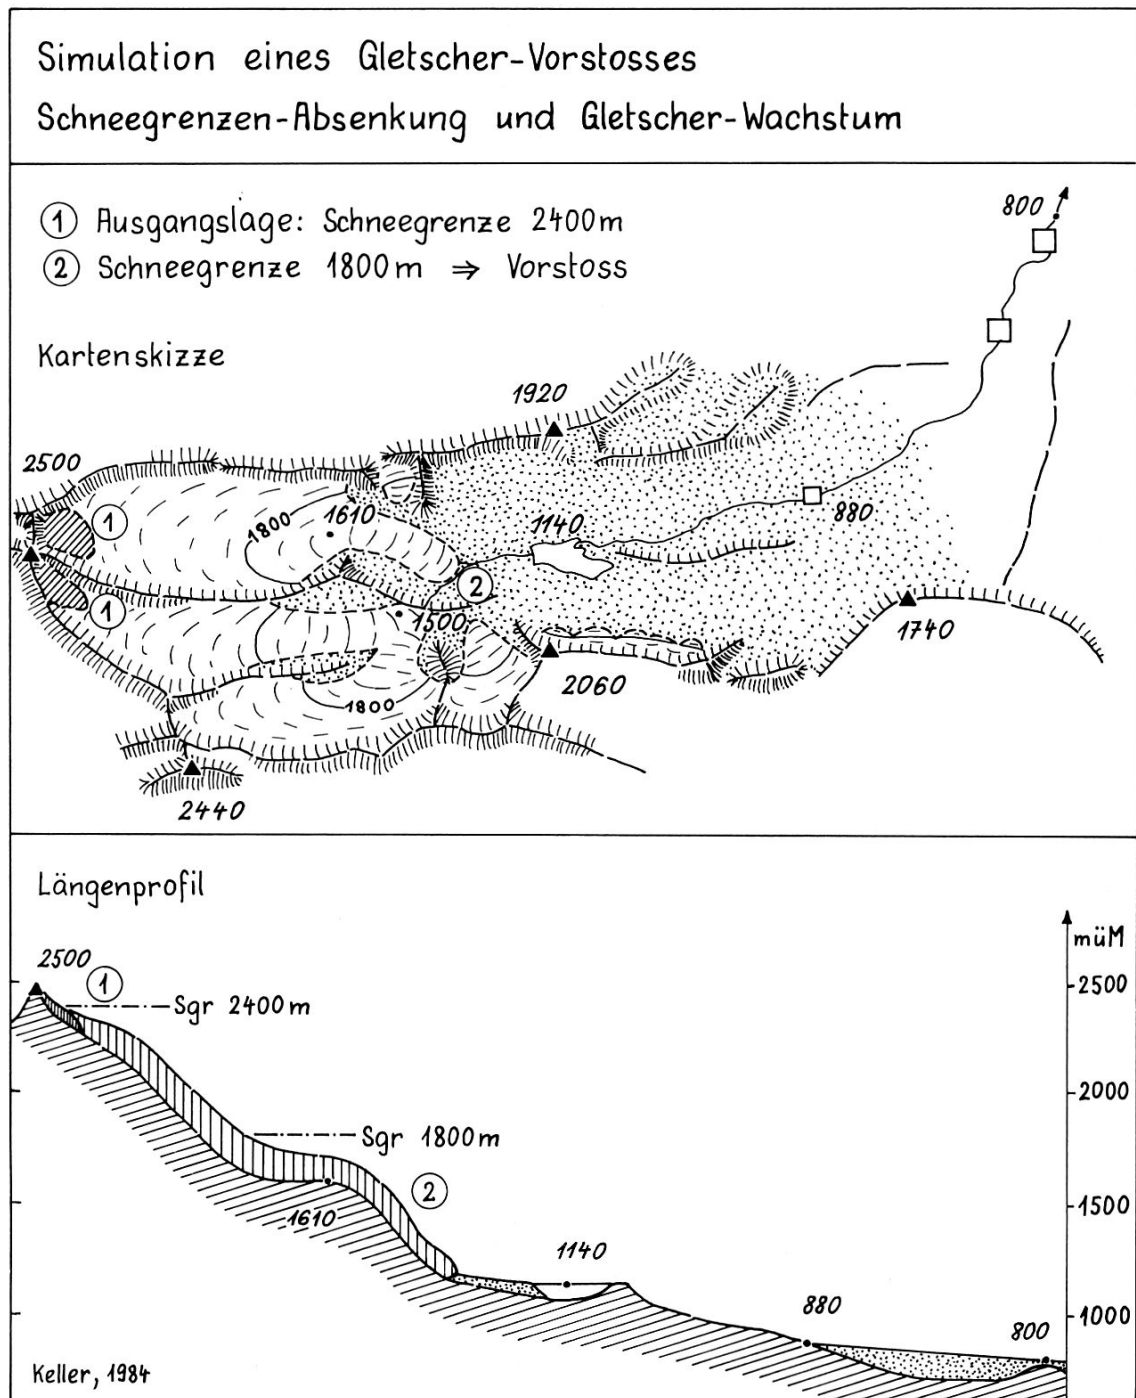 Simulation eines Gletscher-Vorstosses
Schneegrenzen-Absenkung und Gletscher-Wachstum
① Ausgangslage: Schneegrenze 2400m
② Schneegrenze 1800m ⇒ Vorstoss
800
Kartenskizze
1920
2500
①
1800
1610
1140
880
②
①
1500
1740
2060
1800
2440
Längenprofil
müM
2500
①
2500
Sgr 2400m
2000
Sgr 1800m
②
1610
1500
1140
880
1000
800
Keller, 1984